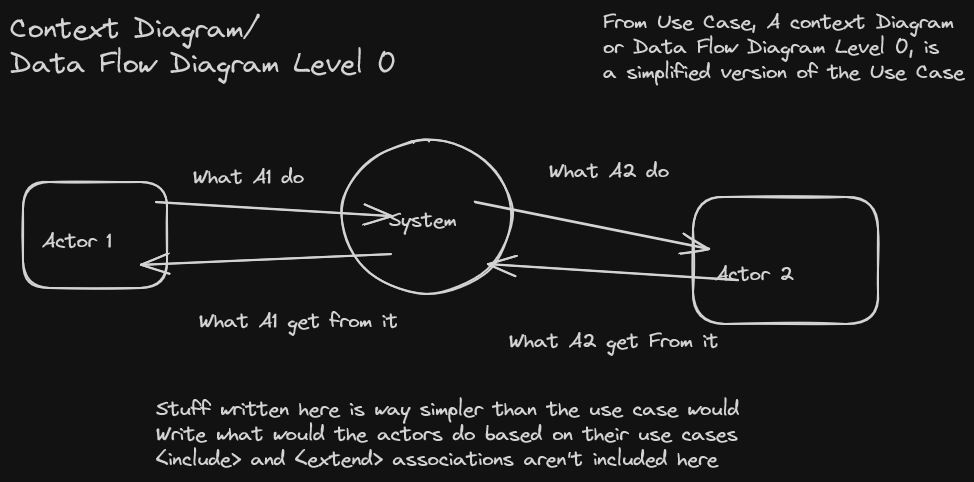 Context Diagram/
Data Flow Diagram Level 0
From Use Case, A context Diagram
or Data Flow Diagram Level 0, is
a simplified version of the Use Case
What A1 do
What A2 do
System
Actor 1
Actor 2
What A1 get from it
What A2 get From it
Stuff written here is way simpler than the use case would
Write what would the actors do based on their use cases
<include> and <extend> associations aren't included here